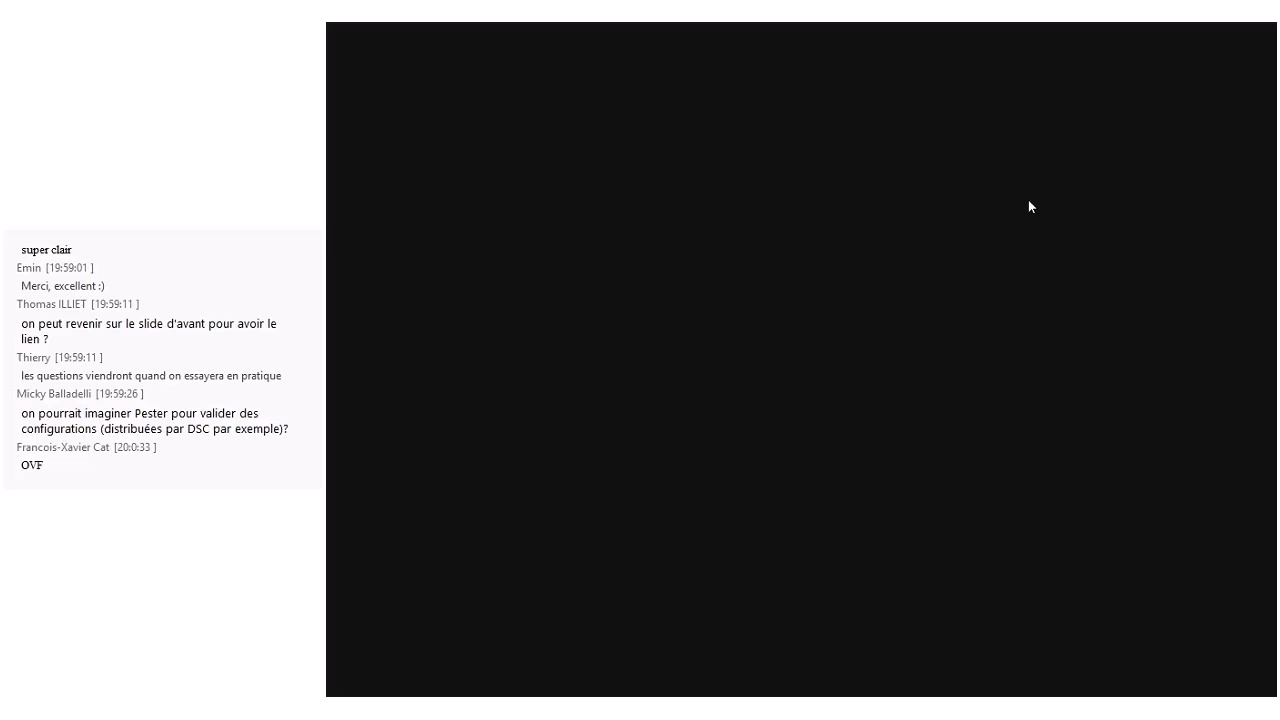 super clair
Emin [19:59:01 ]
Merci, excellent :)
Thomas ILLIET [19:59:11 ]
on peut revenir sur le slide d'avant pour avoir le
lien ?
Thierry [19:59:11 ]
les questions viendront quand on essayera en pratique
Micky Balladelli [19:59:26 ]
on pourrait imaginer Pester pour valider des
configurations (distribuées par DSC par exemple)?
Francois-Xavier Cat [20:0:33 ]
OVF